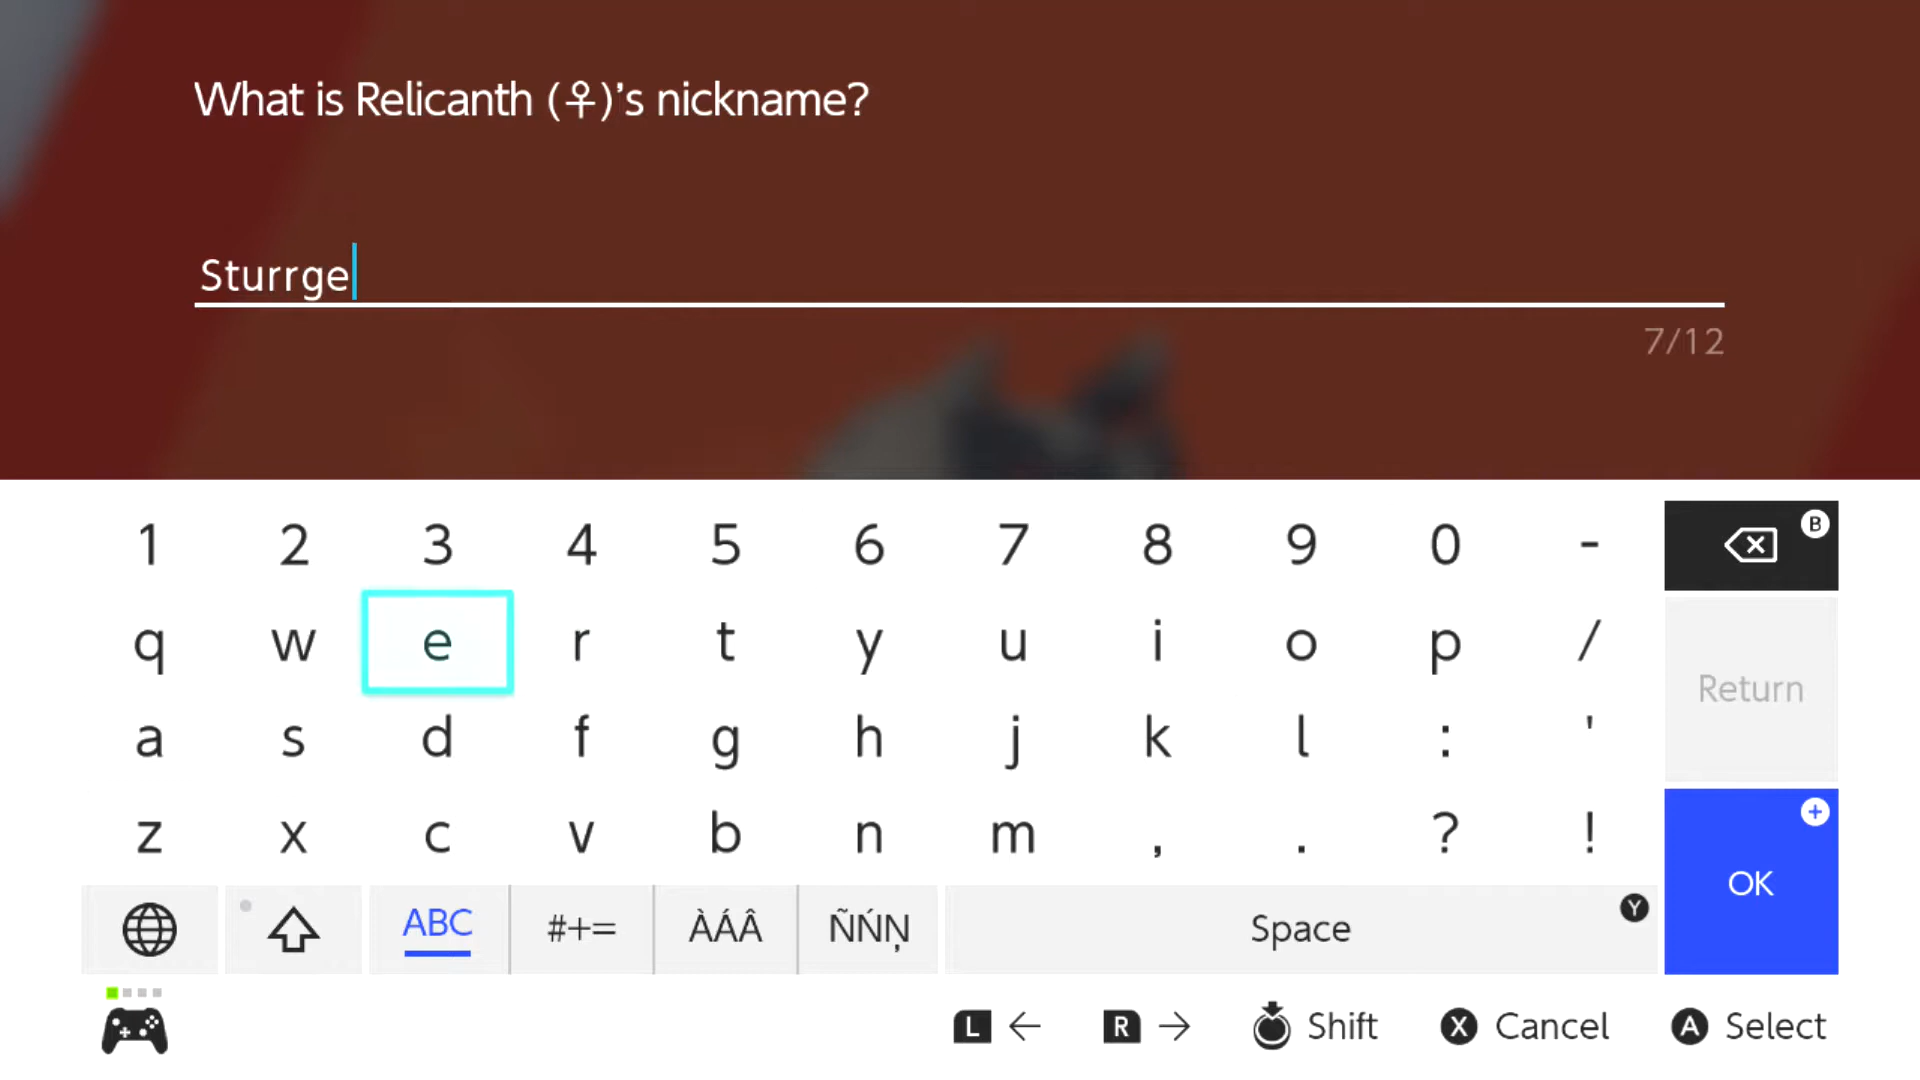 What is Relicanth (♀)'s nickname?
Sturrge
7/12
1 2 3 4 5 6 7 8 9 0 -
B
q w e r t y u i o p /
Return
a s d f g h j k l : '
z x c v b n m , . ? !
+
OK
ABC #+= ÀÁÂ ÑŃŅ Space Y
L ← R → Shift X Cancel A Select